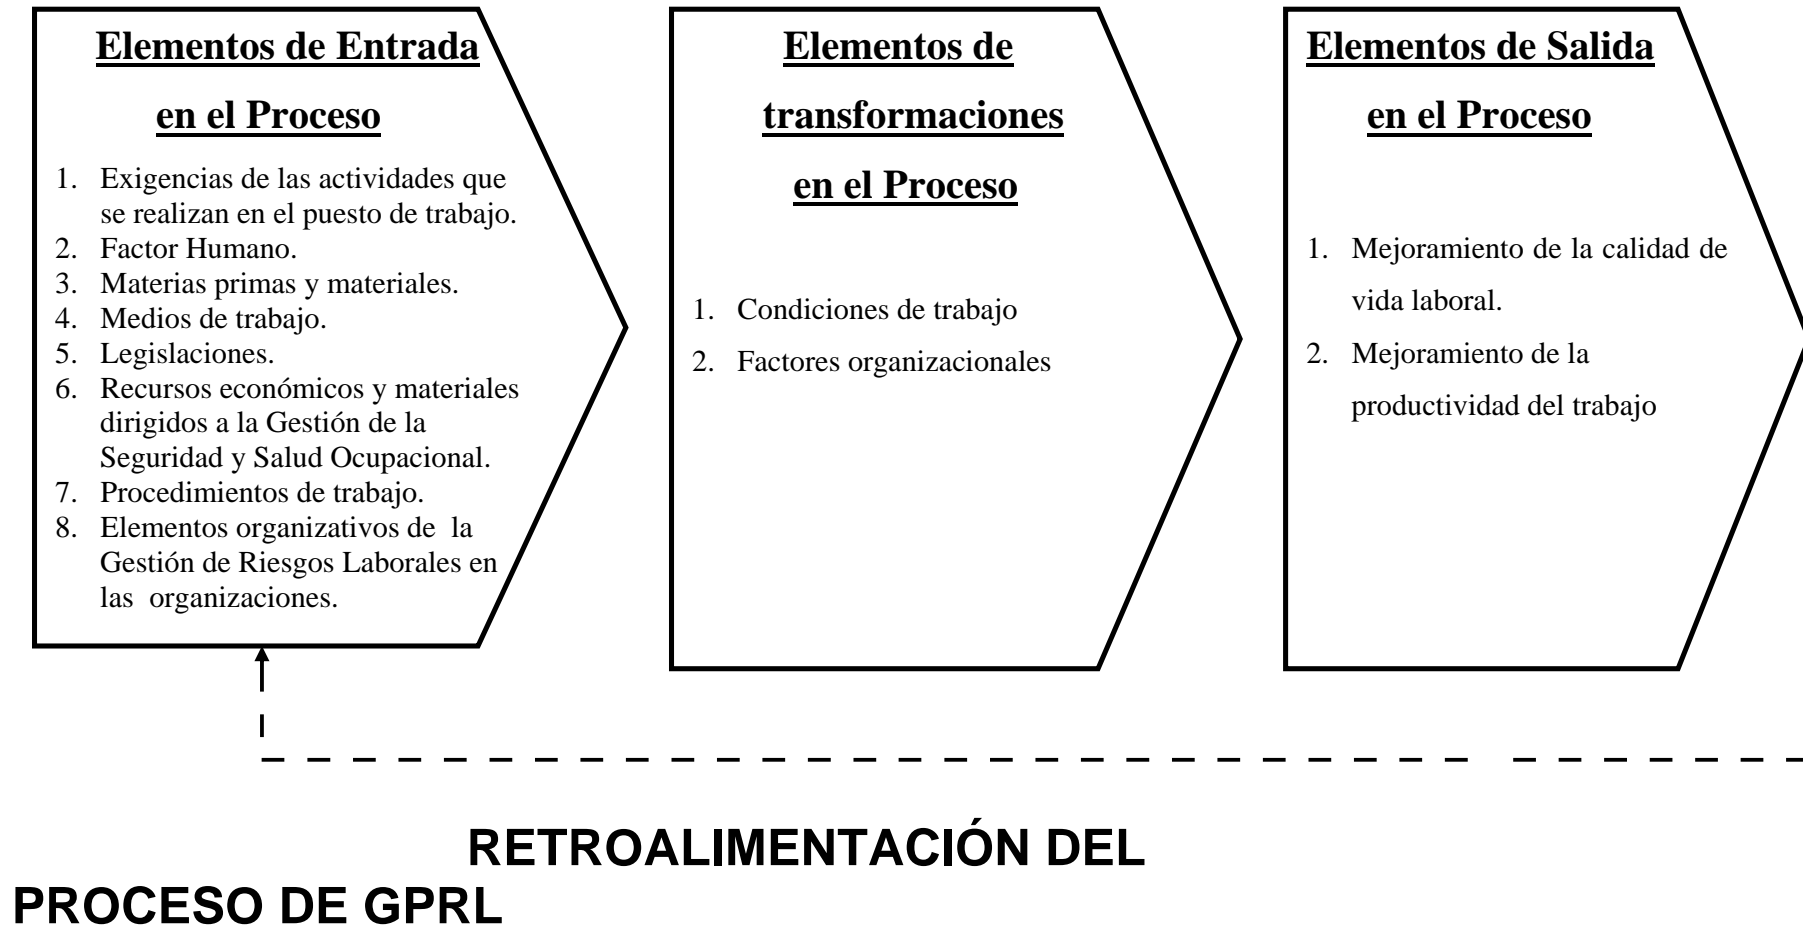 Elementos de Entrada
en el Proceso
1. Exigencias de las actividades que
se realizan en el puesto de trabajo.
2. Factor Humano.
3. Materias primas y materiales.
4. Medios de trabajo.
5. Legislaciones.
6. Recursos económicos y materiales
dirigidos a la Gestión de la
Seguridad y Salud Ocupacional.
7. Procedimientos de trabajo.
8. Elementos organizativos de  la
Gestión de Riesgos Laborales en
las  organizaciones.
Elementos de
transformaciones
en el Proceso
1. Condiciones de trabajo
2. Factores organizacionales
Elementos de Salida
en el Proceso
1. Mejoramiento de la calidad de
vida laboral.
2. Mejoramiento de la
productividad del trabajo
RETROALIMENTACIÓN DEL
PROCESO DE GPRL